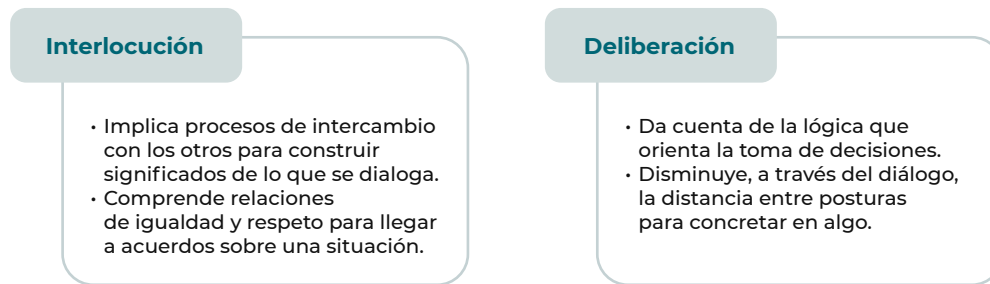 Interlocución
· Implica procesos de intercambio
con los otros para construir
significados de lo que se dialoga.
· Comprende relaciones
de igualdad y respeto para llegar
a acuerdos sobre una situación.
Deliberación
· Da cuenta de la lógica que
orienta la toma de decisiones.
· Disminuye, a través del diálogo,
la distancia entre posturas
para concretar en algo.